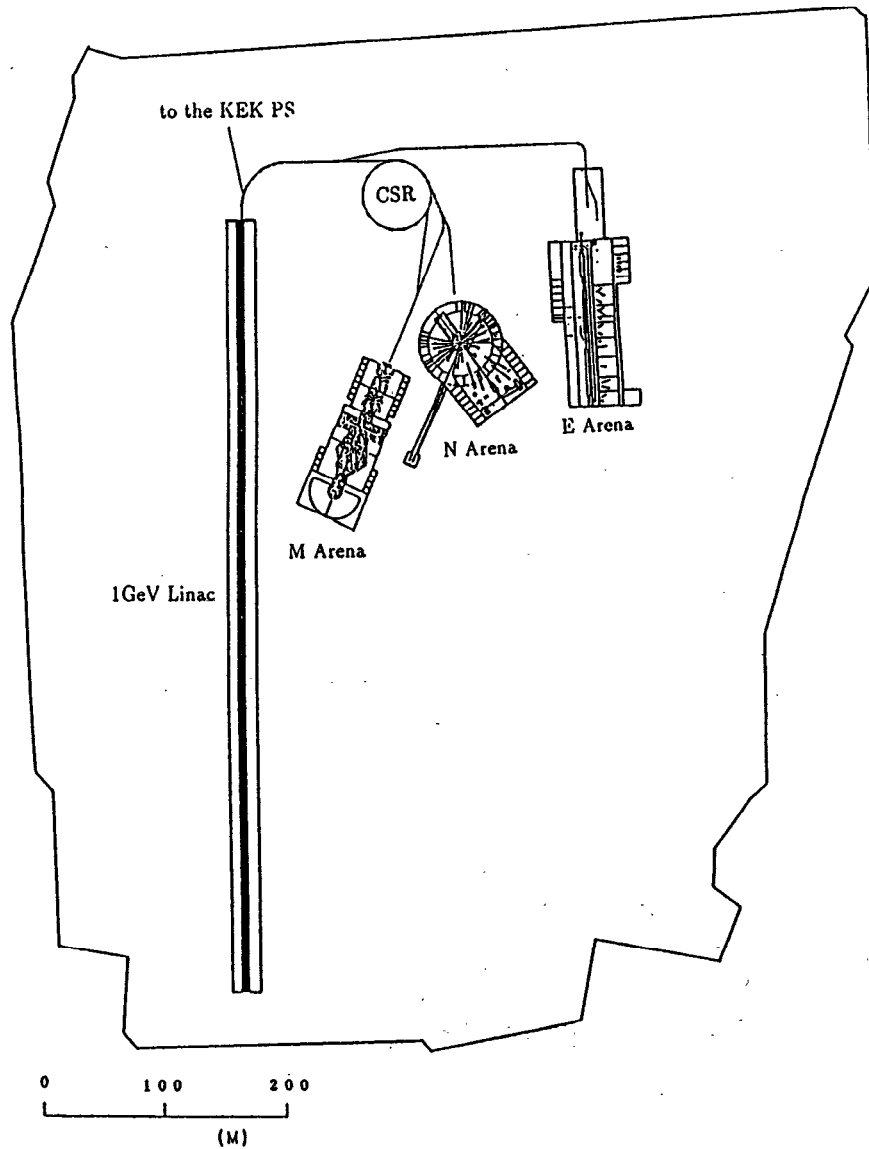 to the KEK PS
CSR
E Arena
N Arena
M Arena
1GeV Linac
0 100 200
(M)